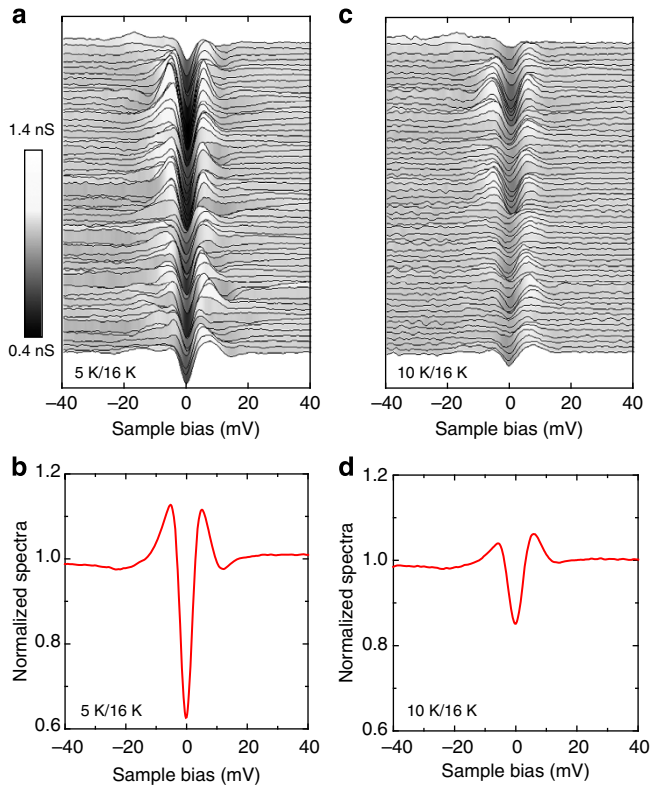 a
1.4 nS
0.4 nS
5 K/16 K
−40 −20 0 20 40
Sample bias (mV)
c
10 K/16 K
−40 −20 0 20 40
Sample bias (mV)
b
Normalized spectra
1.2
1.0
0.8
0.6
5 K/16 K
−40 −20 0 20 40
Sample bias (mV)
d
Normalized spectra
1.2
1.0
0.8
0.6
10 K/16 K
−40 −20 0 20 40
Sample bias (mV)